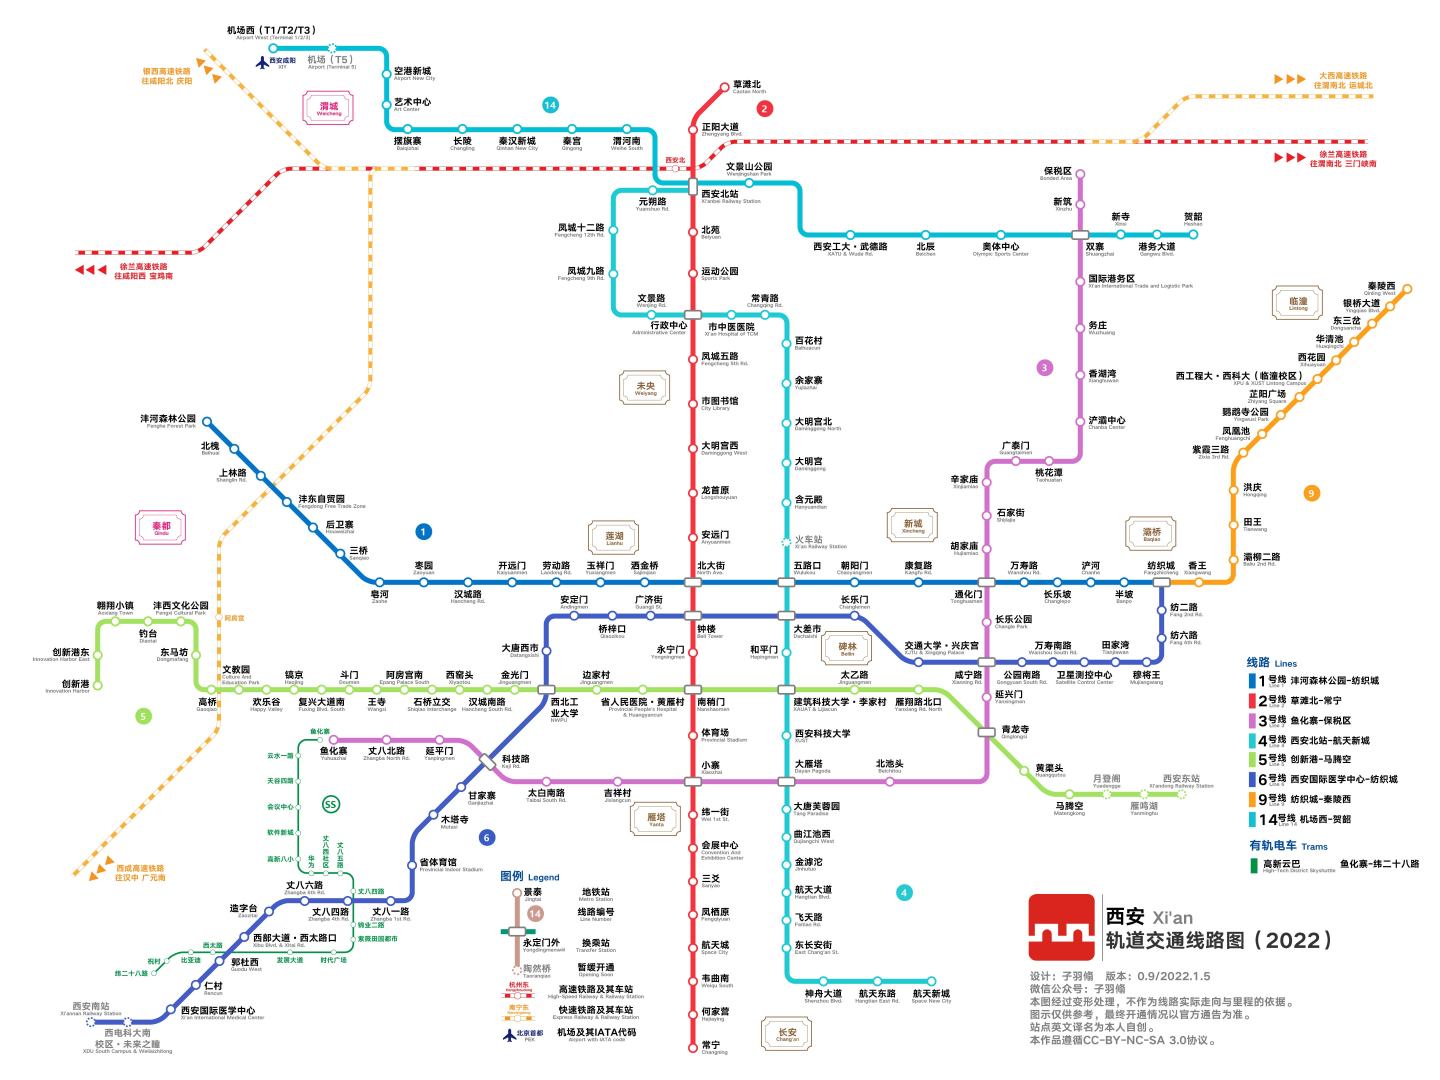 机场西（T1/T2/T3）
Airport West (Terminal 1/2/3)
西安咸阳
XIY
机场（T5）
Airport (Terminal 5)
空港新城
Airport New City
艺术中心
Art Center
银西高速铁路
往咸阳北 庆阳
渭城
Weicheng
14
摆旗寨
Baiqizhai
长陵
Changling
秦汉新城
Qinhan New City
秦宫
Qingong
渭河南
Weihe South
草滩北
Caotan North
2
正阳大道
Zhengyang Blvd.
西安北
文景山公园
Wenjingshan Park
大西高速铁路
往渭南北 运城北
徐兰高速铁路
往渭南北 三门峡南
保税区
Bonded Area
新筑
Xinzhu
元朔路
Yuanshuo Rd.
西安北站
Xi'anbei Railway Station
凤城十二路
Fengcheng 12th Rd.
北苑
Beiyuan
西安工大·武德路
XATU & Wude Rd.
北辰
Beichen
奥体中心
Olympic Sports Center
双寨
Shuangzhai
新寺
Xinsi
港务大道
Gangwu Blvd.
贺韶
Heshao
徐兰高速铁路
往咸阳西 宝鸡南
凤城九路
Fengcheng 9th Rd.
运动公园
Sports Park
国际港务区
Xi'an International Trade and Logistic Park
文景路
Wenjing Rd.
常青路
Changqing Rd.
行政中心
Administrative Center
市中医医院
Xi'an Hospital of TCM
务庄
Wuzhuang
临潼
Lintong
秦陵西
Qinling West
银桥大道
Yingqiao Blvd.
东三岔
Dongsancha
华清池
Huaqingchi
西花园
Xihuayuan
西工程大·西科大（临潼校区）
XPU & XUST Lintong Campus
芷阳广场
Zhiyang Square
鹦鹉寺公园
Yingwusi Park
凤凰池
Fenghuangchi
紫霞三路
Zixia 3rd Rd.
百花村
Baihuacun
凤城五路
Fengcheng 5th Rd.
未央
Weiyang
余家寨
Yujiazhai
3
香湖湾
Xianghuwan
市图书馆
City Library
大明宫北
Daminggong North
浐灞中心
Chanba Center
沣河森林公园
Fenghe Forest Park
北槐
Beihuai
上林路
Shanglin Rd.
沣东自贸园
Fengdong Free Trade Zone
后卫寨
Houweizhai
三桥
Sanqiao
大明宫西
Daminggong West
大明宫
Daminggong
广泰门
Guangtaimen
桃花潭
Taohuatan
辛家庙
Xinjiamiao
龙首原
Longshouyuan
含元殿
Hanyuandian
洪庆
Hongqing
9
秦都
Qindu
1
莲湖
Lianhu
安远门
Anyuanmen
火车站
Xi'an Railway Station
新城
Xincheng
石家街
Shijiajie
胡家庙
Hujiamiao
灞桥
Baqiao
田王
Tianwang
灞柳二路
Baliu 2nd Rd.
皂河
Zaohe
枣园
Zaoyuan
汉城路
Hancheng Rd.
开远门
Kaiyuanmen
劳动路
Laodong Rd.
玉祥门
Yuxiangmen
洒金桥
Sajinqiao
北大街
North Ave.
五路口
Wulukou
朝阳门
Chaoyangmen
康复路
Kangfu Rd.
通化门
Tonghuamen
万寿路
Wanshou Rd.
长乐坡
Changlepo
浐河
Chanhe
半坡
Banpo
纺织城
Fangzhicheng
香王
Xiangwang
翱翔小镇
Aoxiang Town
沣西文化公园
Fengxi Cultural Park
钓台
Diaotai
东马坊
Dongmafang
创新港东
Innovation Harbor East
创新港
Innovation Harbor
阿房宫
安定门
Andingmen
桥梓口
Qiaozikou
广济街
Guangji St.
钟楼
Bell Tower
大差市
Dachaishi
长乐门
Changlemen
长乐公园
Changle Park
纺二路
Fang 2nd Rd.
纺六路
Fang 6th Rd.
大唐西市
Datangxishi
永宁门
Yongningmen
和平门
Hepingmen
碑林
Beilin
交通大学·兴庆宫
XJTU & Xingqing Palace
咸宁路
Xianning Rd.
万寿南路
Wanshou South Rd.
公园南路
Gongyuan South Rd.
卫星测控中心
Satellite Control Center
田家湾
Tianjiawan
穆将王
Mujiangwang
5
高桥
Gaoqiao
文教园
Culture And
Education Park
欢乐谷
Happy Valley
镐京
Haojing
复兴大道南
Fuxing Blvd. South
斗门
Doumen
王寺
Wangsi
阿房宫南
Epang Palace South
石桥立交
Shiqiao Interchange
西窑头
Xiyaotou
汉城南路
Hancheng South Rd.
金光门
Jinguangmen
西北工
业大学
NWPU
边家村
省人民医院·黄雁村
Provincial People's Hospital
& Huangyancun
南稍门
Nanshaomen
建筑科技大学·李家村
XAUAT & Lijiacun
太乙路
雁翔路北口
Yanxiang Rd. North
延兴门
Yanxingmen
青龙寺
Qinglongsi
鱼化寨
鱼化寨
Yuhuazhai
丈八北路
Zhangba North Rd.
延平门
Yanpingmen
科技路
Keji Rd.
太白南路
Taibai South Rd.
吉祥村
Jixiangcun
体育场
Provincial Stadium
小寨
Xiaozhai
西安科技大学
XUST
大雁塔
Dayan Pagoda
北池头
Beichitou
黄渠头
Huangqutou
马腾空
Matengkong
月登阁
Yuedengge
雁鸣湖
Yanminghu
西安东站
Xi'andong Railway Station
云水一路
天谷四路
会议中心
软件新城
高新八小
SS
华为
丈八西社区
丈八五路
甘家寨
Ganjiazhai
木塔寺
Mutasi
6
省体育馆
Provincial Indoor Stadium
雁塔
Yanta
纬一街
Wei 1st St.
会展中心
Convention And
Exhibition Center
三爻
Sanyao
凤栖原
Fengqiyuan
航天城
Space City
韦曲南
Weiqu South
何家营
Hejiaying
常宁
Changning
长安
Chang'an
大唐芙蓉园
Tang Paradise
曲江池西
Qujiangchi West
金滹沱
Jinhutuo
航天大道
Hangtian Blvd.
4
飞天路
Feitian Rd.
东长安街
East Chang'an St.
神舟大道
Shenzhou Blvd.
航天东路
Hangtian East Rd.
航天新城
Space New City
西成高速铁路
往汉中 广元南
丈八六路
Zhangba 6th Rd.
丈八四路
丈八四路
Zhangba 4th Rd.
丈八一路
Zhangba 1st Rd.
造字台
Zaozitai
锦业二路
紫薇田园都市
西部大道·西太路口
Xibu Blvd. & Xitai Rd.
西太路
祝村
比亚迪
发展大道
时代广场
纬二十八路
郭杜西
Guodu West
仁村
Rencun
西安国际医学中心
Xi'an International Medical Center
西安南站
Xi'annan Railway Station
西电科大南
校区·未来之瞳
XDU South Campus & Weilaizhitong
图例 Legend
景泰
Jingtai
地铁站
Metro Station
14
线路编号
Line Number
永定门外
换乘站
Transfer Station
陶然桥
Taoranqiao
暂缓开通
Opening Soon
杭州东
高速铁路及其车站
High-Speed Railway & Railway Station
南宁东
快速铁路及其车站
Express Railway & Railway Station
北京首都
PEK
机场及其IATA代码
Airport with IATA code
线路 Lines
1号线 沣河森林公园-纺织城
Line 1
2号线 草滩北-常宁
Line 2
3号线 鱼化寨-保税区
Line 3
4号线 西安北站-航天新城
Line 4
5号线 创新港-马腾空
Line 5
6号线 西安国际医学中心-纺织城
Line 6
9号线 纺织城-秦陵西
Line 9
14号线 机场西-贺韶
Line 14
有轨电车 Trams
高新云巴 鱼化寨-纬二十八路
High-Tech District Skyshuttle
西安 Xi'an
轨道交通线路图（2022）
设计：子羽翛 版本：0.9/2022.1.5
微信公众号：子羽翛
本图经过变形处理，不作为线路实际走向与里程的依据。
图示仅供参考，最终开通情况以官方通告为准。
站点英文译名为本人自创。
本作品遵循CC-BY-NC-SA 3.0协议。